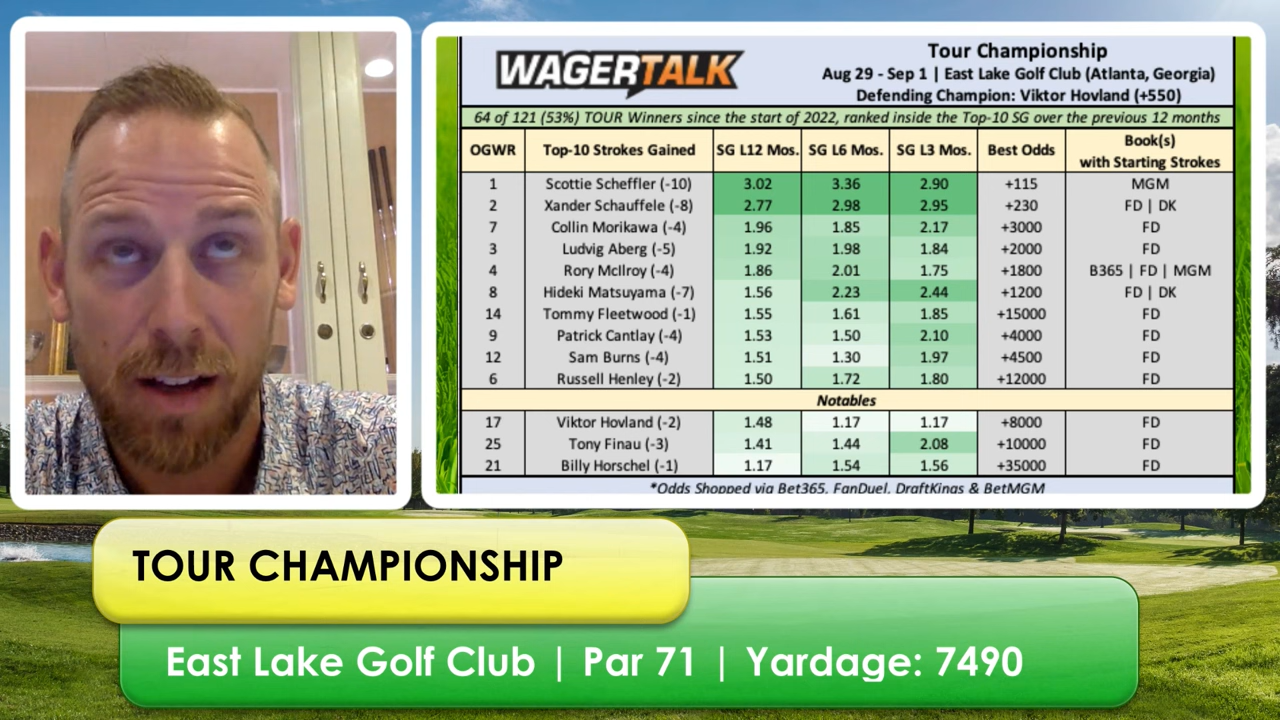 WAGERTALK
Tour Championship
Aug 29 - Sep 1 | East Lake Golf Club (Atlanta, Georgia)
Defending Champion: Viktor Hovland (+550)
64 of 121 (53%) TOUR Winners since the start of 2022, ranked inside the Top-10 SG over the previous 12 months
OGWR Top-10 Strokes Gained SG L12 Mos. SG L6 Mos. SG L3 Mos. Best Odds Book(s) with Starting Strokes
1 Scottie Scheffler (-10) 3.02 3.36 2.90 +115 MGM
2 Xander Schauffele (-8) 2.77 2.98 2.95 +230 FD | DK
7 Collin Morikawa (-4) 1.96 1.85 2.17 +3000 FD
3 Ludvig Aberg (-5) 1.92 1.98 1.84 +2000 FD
4 Rory McIlroy (-4) 1.86 2.01 1.75 +1800 B365 | FD | MGM
8 Hideki Matsuyama (-7) 1.56 2.23 2.44 +1200 FD | DK
14 Tommy Fleetwood (-1) 1.55 1.61 1.85 +15000 FD
9 Patrick Cantlay (-4) 1.53 1.50 2.10 +4000 FD
12 Sam Burns (-4) 1.51 1.30 1.97 +4500 FD
6 Russell Henley (-2) 1.50 1.72 1.80 +12000 FD
Notables
17 Viktor Hovland (-2) 1.48 1.17 1.17 +8000 FD
25 Tony Finau (-3) 1.41 1.44 2.08 +10000 FD
21 Billy Horschel (-1) 1.17 1.54 1.56 +35000 FD
*Odds Shopped via Bet365, FanDuel, DraftKings & BetMGM
TOUR CHAMPIONSHIP
East Lake Golf Club | Par 71 | Yardage: 7490